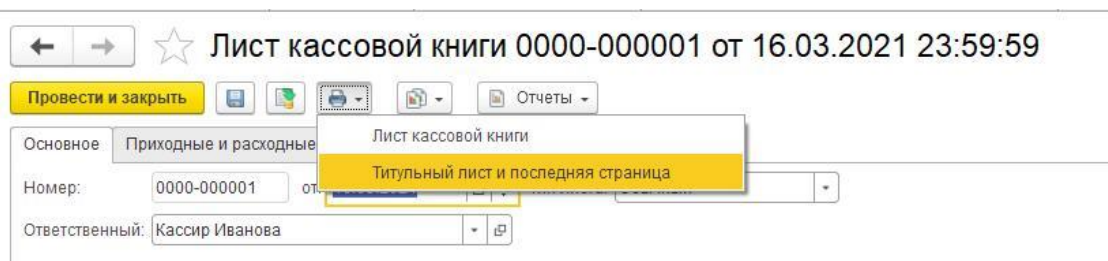 Лист кассовой книги 0000-000001 от 16.03.2021 23:59:59
Провести и закрыть Отчеты
Лист кассовой книги
Основное Приходные и расходные
Титульный лист и последняя страница
Номер: 0000-000001 от
Ответственный: Кассир Иванова